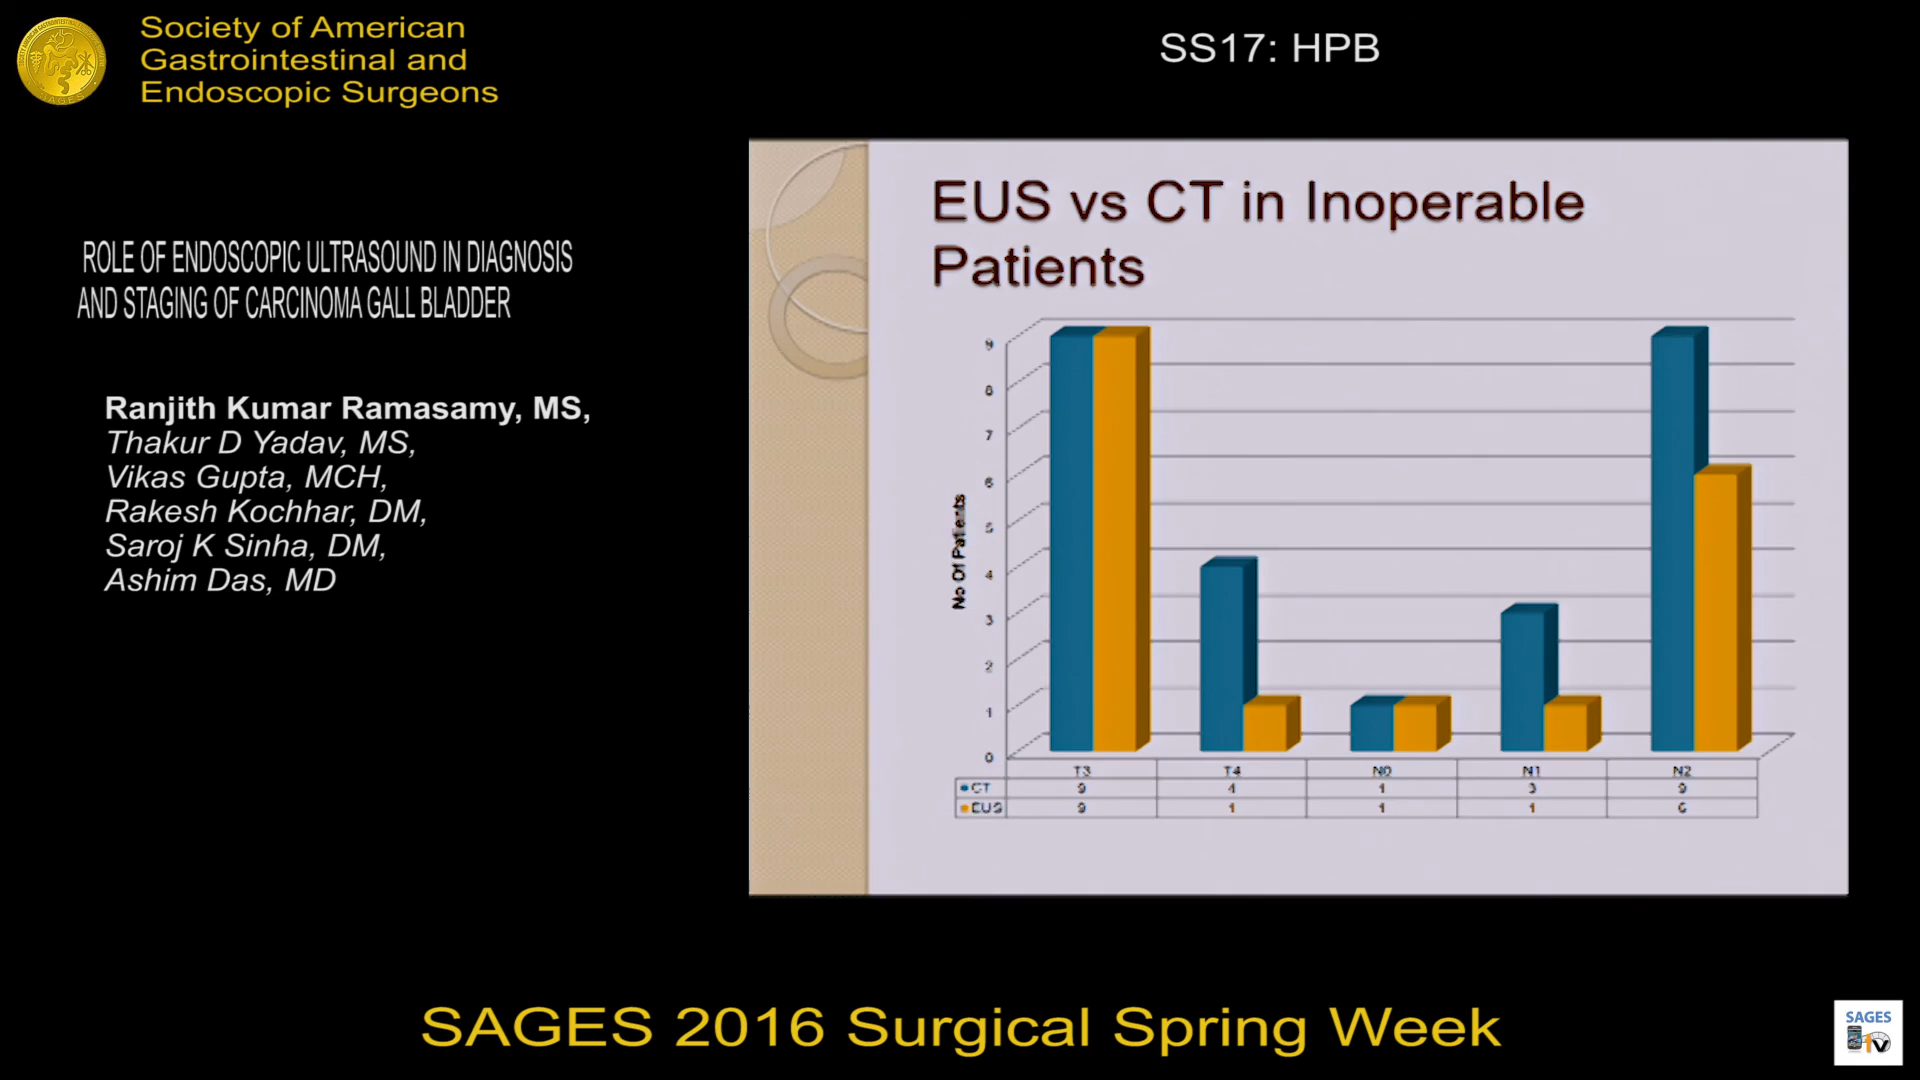 Society of American
Gastrointestinal and
Endoscopic Surgeons
SAGES
SS17: HPB
ROLE OF ENDOSCOPIC ULTRASOUND IN DIAGNOSIS
AND STAGING OF CARCINOMA GALL BLADDER
Ranjith Kumar Ramasamy, MS,
Thakur D Yadav, MS,
Vikas Gupta, MCH,
Rakesh Kochhar, DM,
Saroj K Sinha, DM,
Ashim Das, MD
EUS vs CT in Inoperable
Patients
No Of Patients
9
8
7
6
5
4
3
2
1
0
T3 T4 N0 N1 N2
CT 9 4 1 3 9
EUS 9 1 1 1 6
SAGES 2016 Surgical Spring Week
SAGES
TV